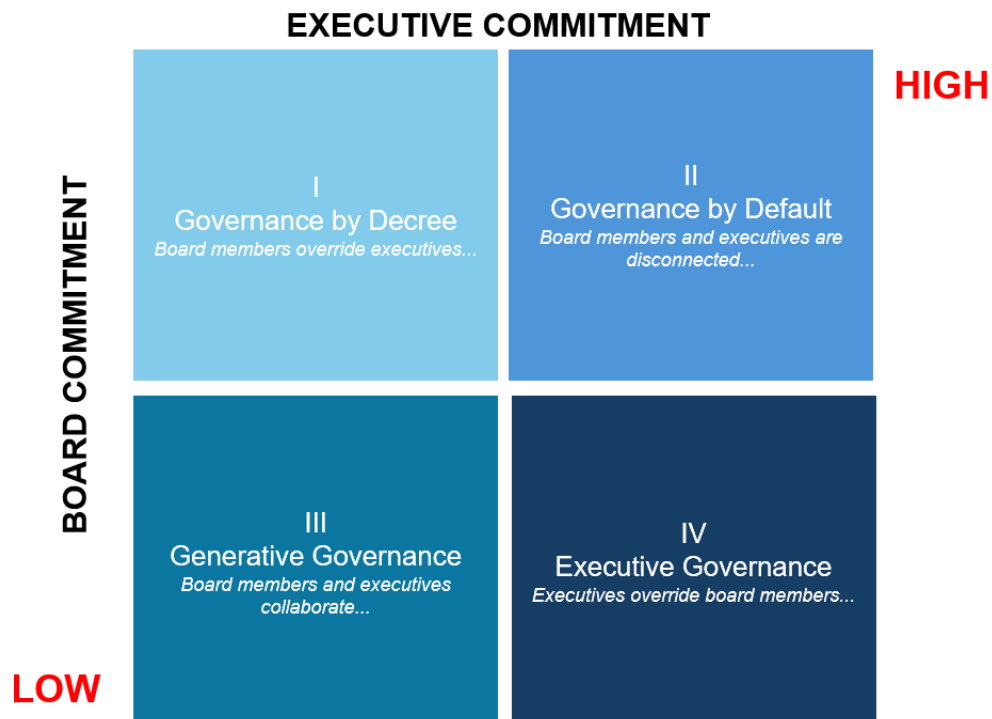 EXECUTIVE COMMITMENT
HIGH
BOARD COMMITMENT
I
Governance by Decree
Board members override executives...
II
Governance by Default
Board members and executives are
disconnected...
III
Generative Governance
Board members and executives
collaborate...
IV
Executive Governance
Executives override board members...
LOW